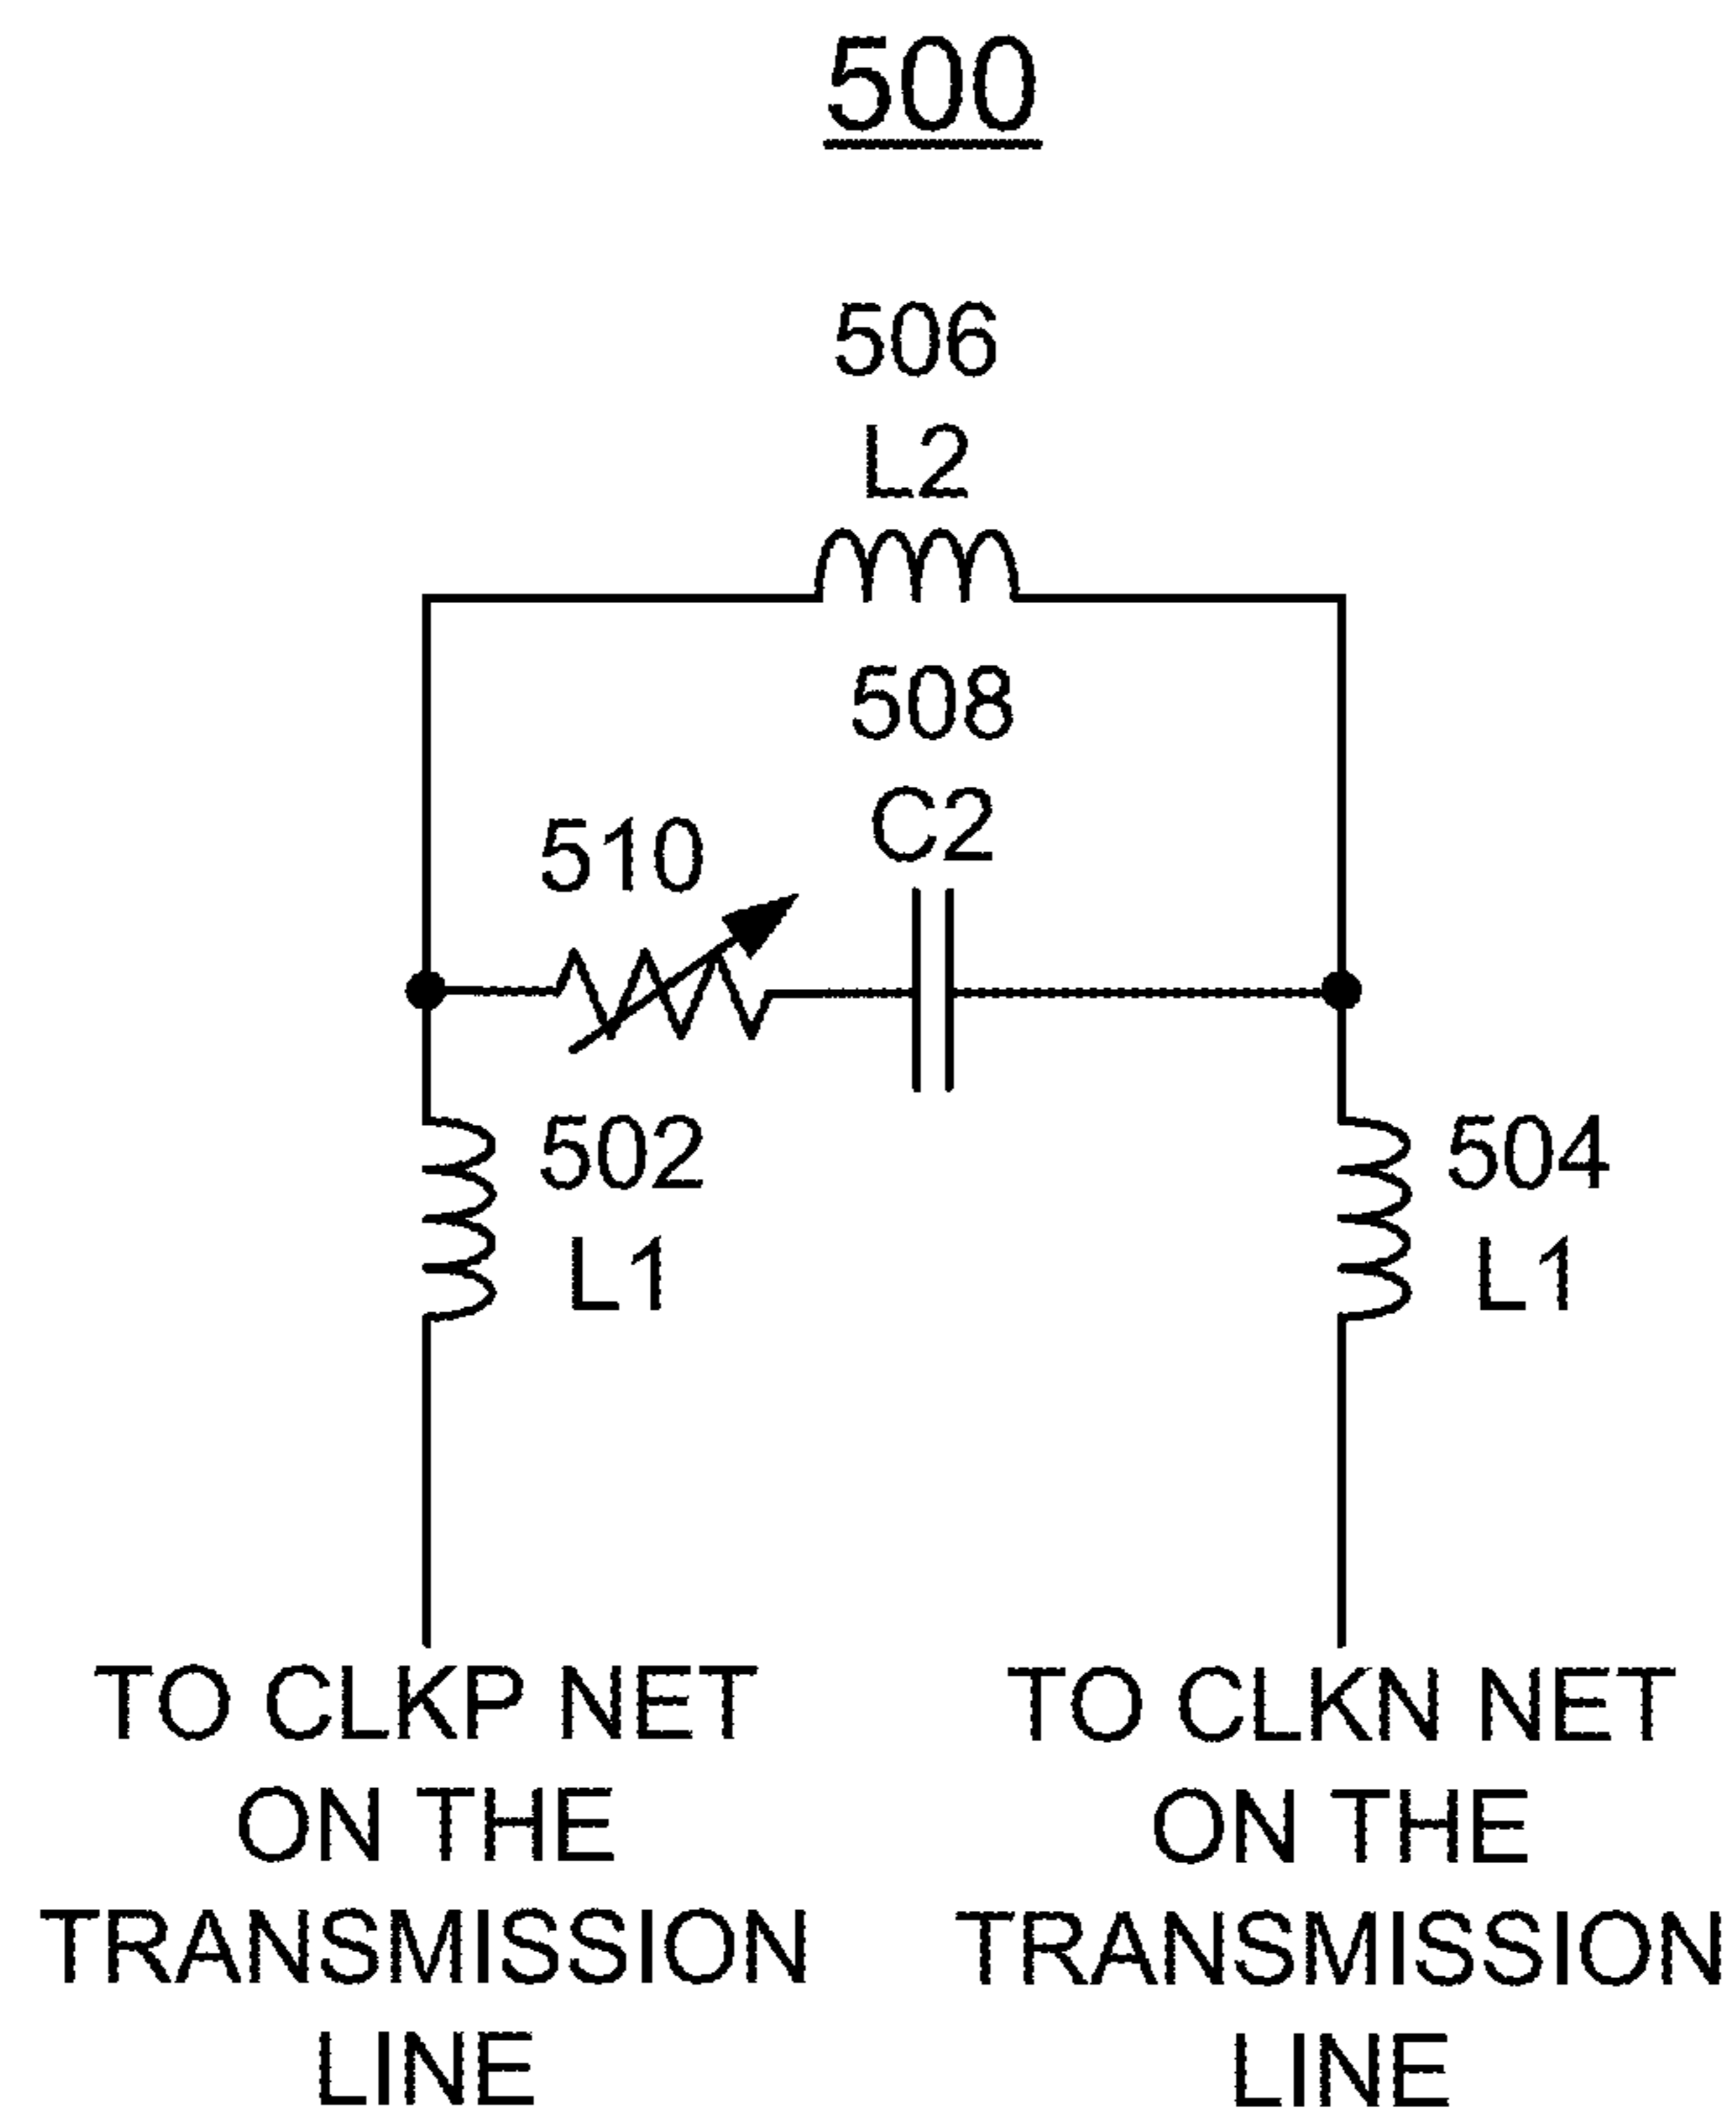 500
506
L2
508
C2
510
502
L1
504
L1
TO CLKP NET
ON THE
TRANSMISSION
LINE
TO CLKN NET
ON THE
TRANSMISSION
LINE